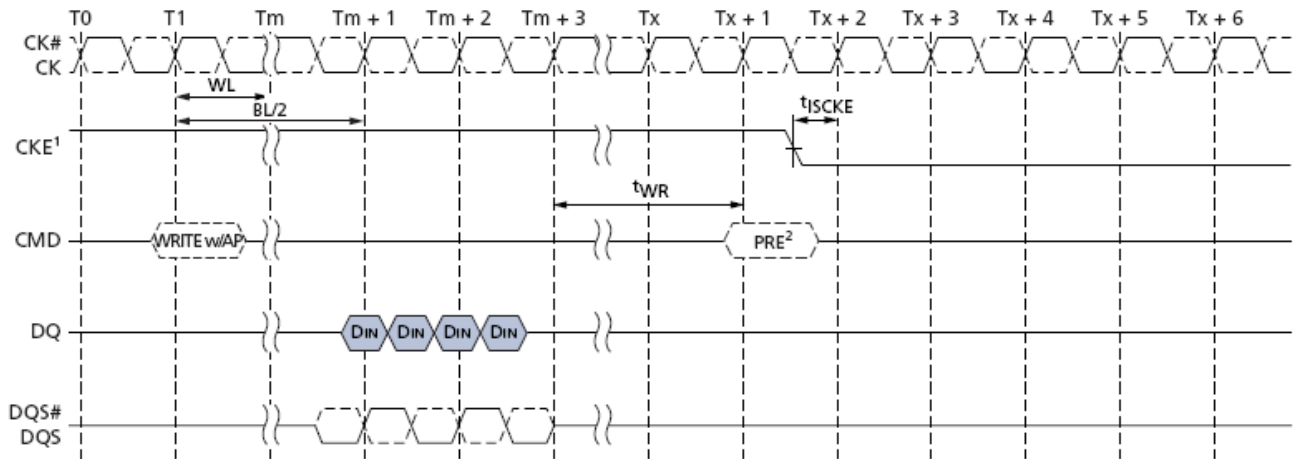 T0 T1 Tm Tm + 1 Tm + 2 Tm + 3 Tx Tx + 1 Tx + 2 Tx + 3 Tx + 4 Tx + 5 Tx + 6
CK#
CK
WL
BL/2
tISCKE
CKE¹
tWR
CMD WRITE w/AP PRE²
DQ DIN DIN DIN DIN
DQS#
DQS